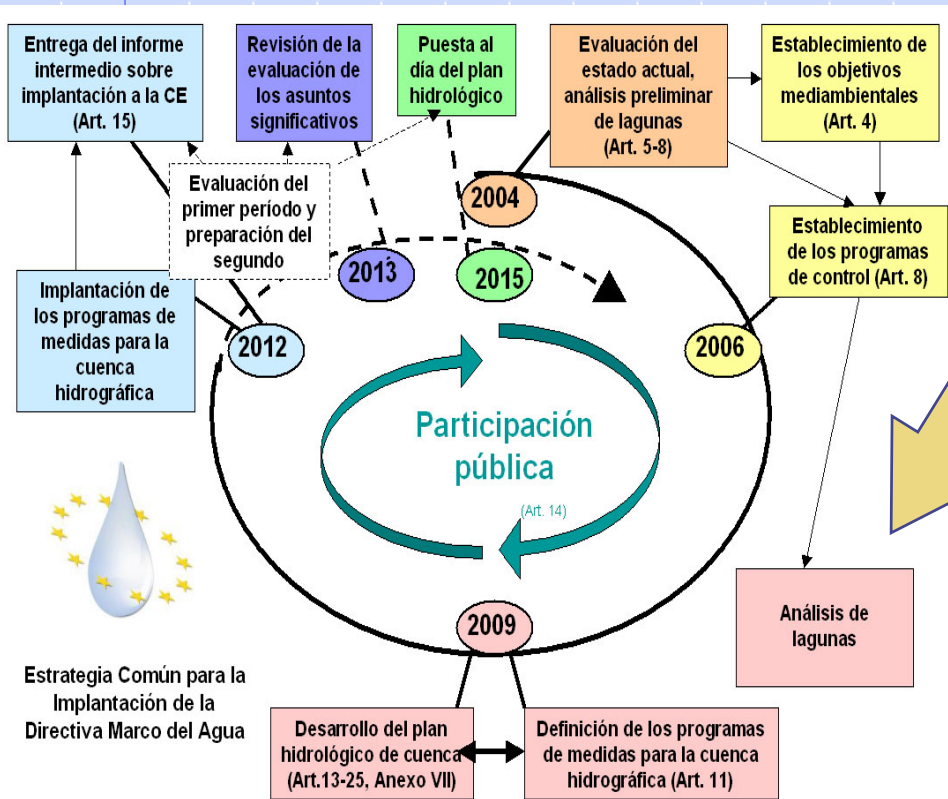 Entrega del informe
intermedio sobre
implantación a la CE
(Art. 15)
Revisión de la
evaluación de
los asuntos
significativos
Puesta al
día del plan
hidrológico
Evaluación del
estado actual,
análisis preliminar
de lagunas
(Art. 5-8)
Establecimiento de
los objetivos
mediambientales
(Art. 4)
Evaluación del
primer período y
preparación del
segundo
2004
Establecimiento
de los programas
de control (Art. 8)
2013
2015
Implantación de
los programas de
medidas para la
cuenca
hidrográfica
2012
2006
Participación
pública
(Art. 14)
2009
Análisis de
lagunas
Estrategia Común para la
Implantación de la
Directiva Marco del Agua
Desarrollo del plan
hidrológico de cuenca
(Art.13-25, Anexo VII)
Definición de los programas
de medidas para la cuenca
hidrográfica (Art. 11)